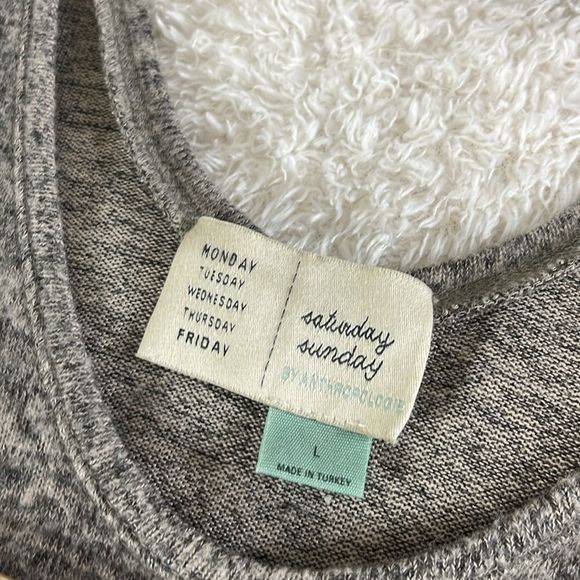 MONDAY
TUESDAY
WEDNESDAY
THURSDAY
FRIDAY
saturday
sunday
BY ANTHROPOLOGIE
L
MADE IN TURKEY